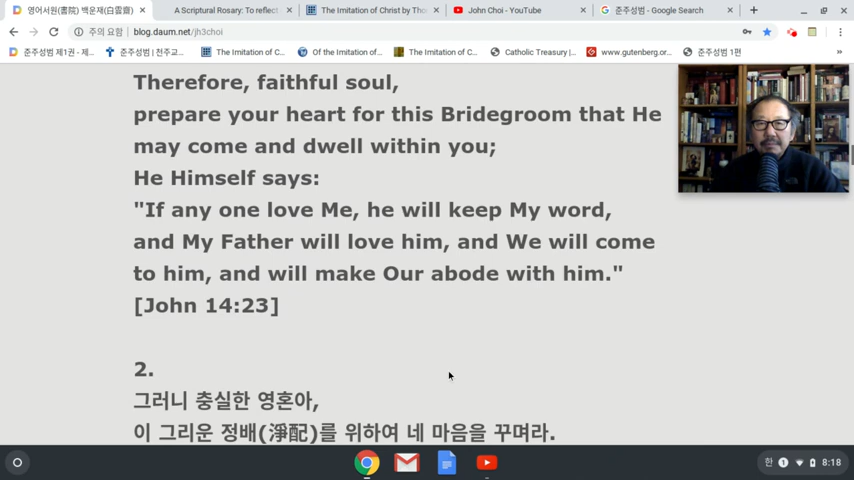 영어서원(書院) 백운재(白雲齋)
A Scriptural Rosary: To reflect
The Imitation of Christ by Tho
John Choi - YouTube
준주성범 - Google Search
주의 요함
blog.daum.net/jh3choi
준주성범 제1권 - 제...
준주성범 | 천주교...
The Imitation of C...
Of the Imitation of...
The Imitation of C...
Catholic Treasury |...
www.gutenberg.or...
준주성범 1편
Therefore, faithful soul,
prepare your heart for this Bridegroom that He
may come and dwell within you;
He Himself says:
"If any one love Me, he will keep My word,
and My Father will love him, and We will come
to him, and will make Our abode with him."
[John 14:23]
2.
그러니 충실한 영혼아,
이 그리운 정배(淨配)를 위하여 네 마음을 꾸며라.
한
1
8:18